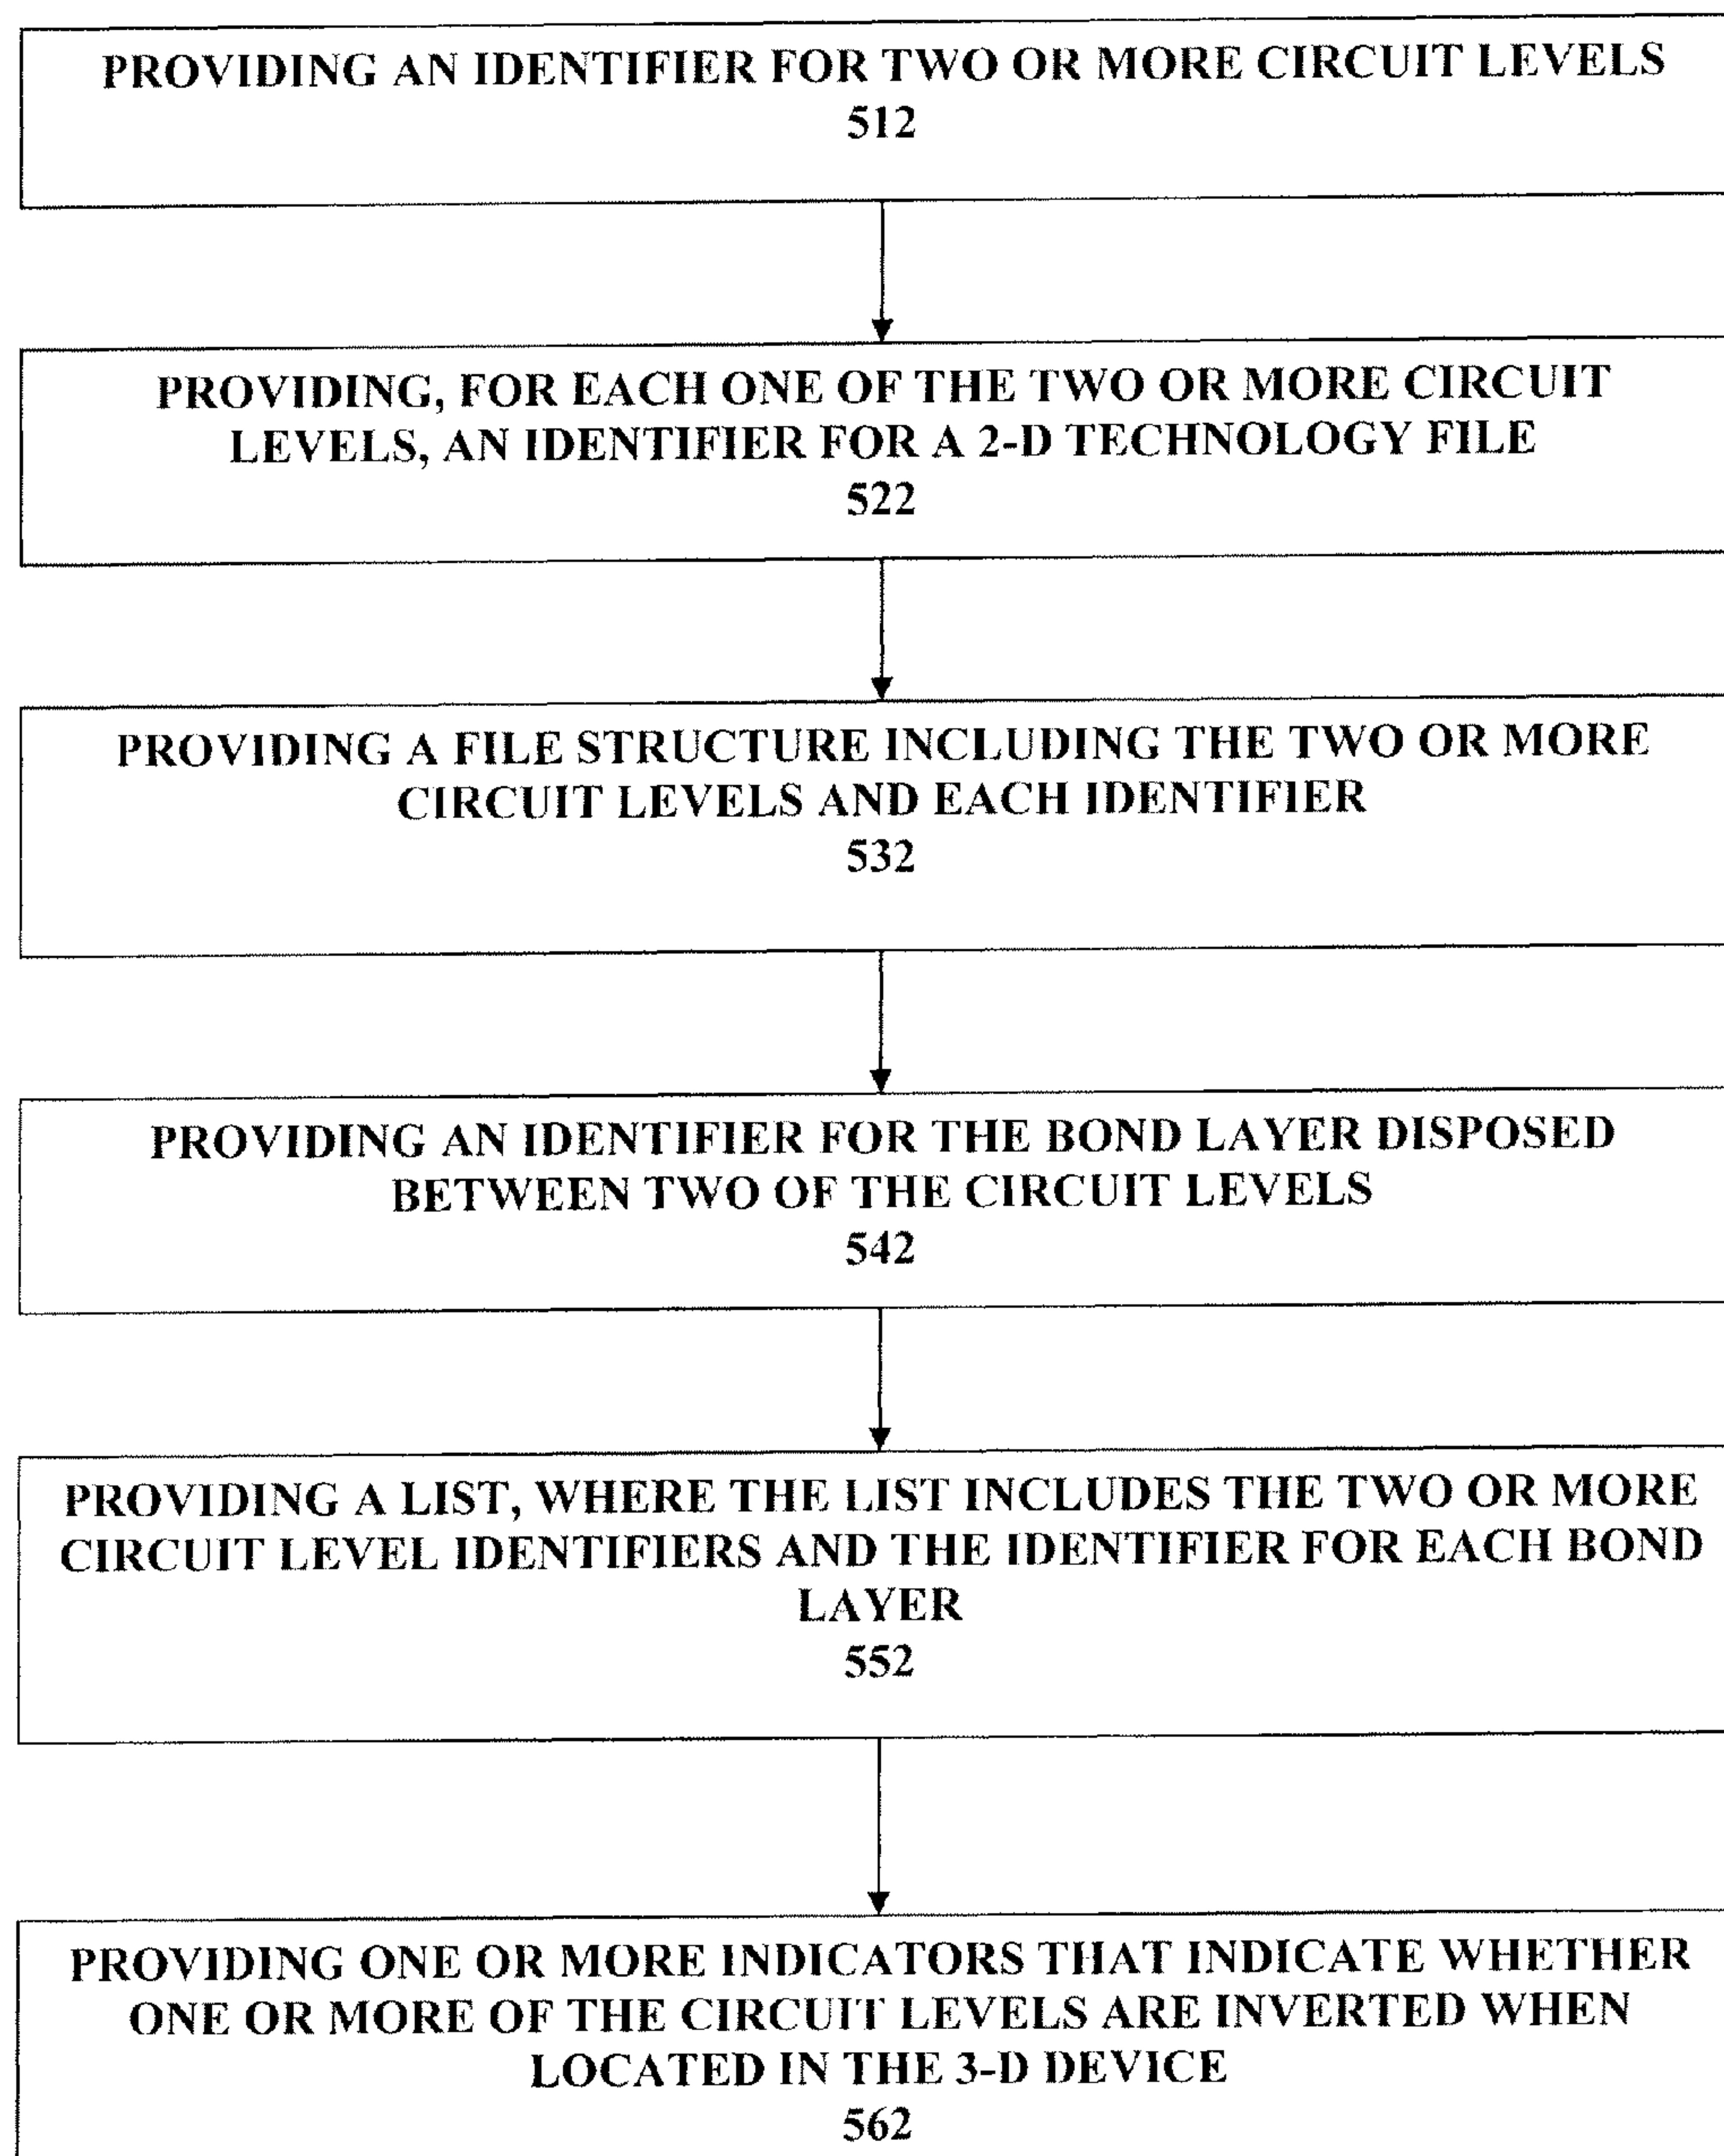 PROVIDING AN IDENTIFIER FOR TWO OR MORE CIRCUIT LEVELS
512
PROVIDING, FOR EACH ONE OF THE TWO OR MORE CIRCUIT
LEVELS, AN IDENTIFIER FOR A 2-D TECHNOLOGY FILE
522
PROVIDING A FILE STRUCTURE INCLUDING THE TWO OR MORE
CIRCUIT LEVELS AND EACH IDENTIFIER
532
PROVIDING AN IDENTIFIER FOR THE BOND LAYER DISPOSED
BETWEEN TWO OF THE CIRCUIT LEVELS
542
PROVIDING A LIST, WHERE THE LIST INCLUDES THE TWO OR MORE
CIRCUIT LEVEL IDENTIFIERS AND THE IDENTIFIER FOR EACH BOND
LAYER
552
PROVIDING ONE OR MORE INDICATORS THAT INDICATE WHETHER
ONE OR MORE OF THE CIRCUIT LEVELS ARE INVERTED WHEN
LOCATED IN THE 3-D DEVICE
562